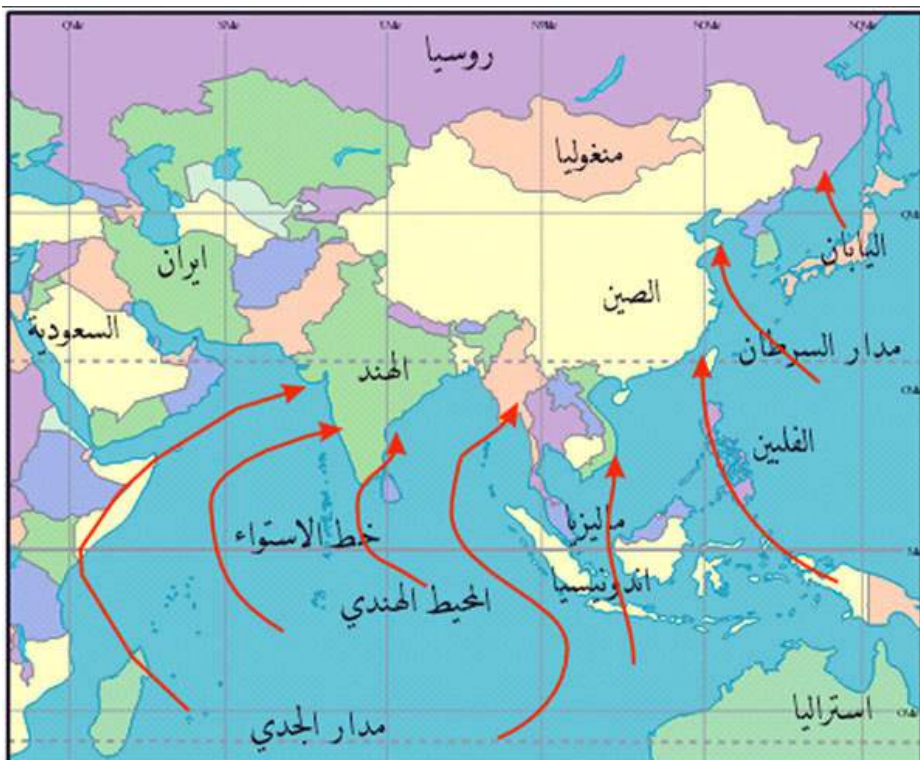 روسيا
منغوليا
ايران
اليابان
الصين
السعودية
مدار السرطان
الهند
الفلبين
ماليزيا
خط الاستواء
اندونيسيا
المحيط الهندي
استراليا
مدار الجدي